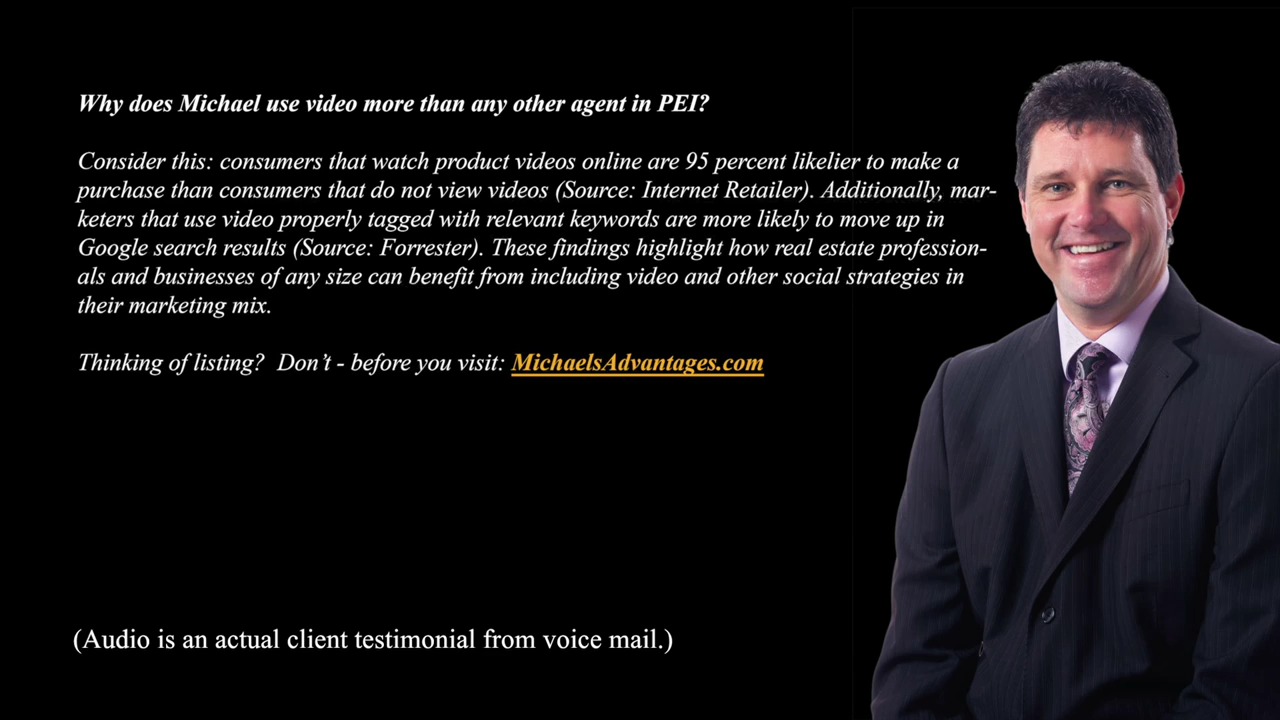 Why does Michael use video more than any other agent in PEI?
Consider this: consumers that watch product videos online are 95 percent likelier to make a
purchase than consumers that do not view videos (Source: Internet Retailer). Additionally, mar-
keters that use video properly tagged with relevant keywords are more likely to move up in
Google search results (Source: Forrester). These findings highlight how real estate profession-
als and businesses of any size can benefit from including video and other social strategies in
their marketing mix.
Thinking of listing?  Don’t - before you visit: MichaelsAdvantages.com
(Audio is an actual client testimonial from voice mail.)